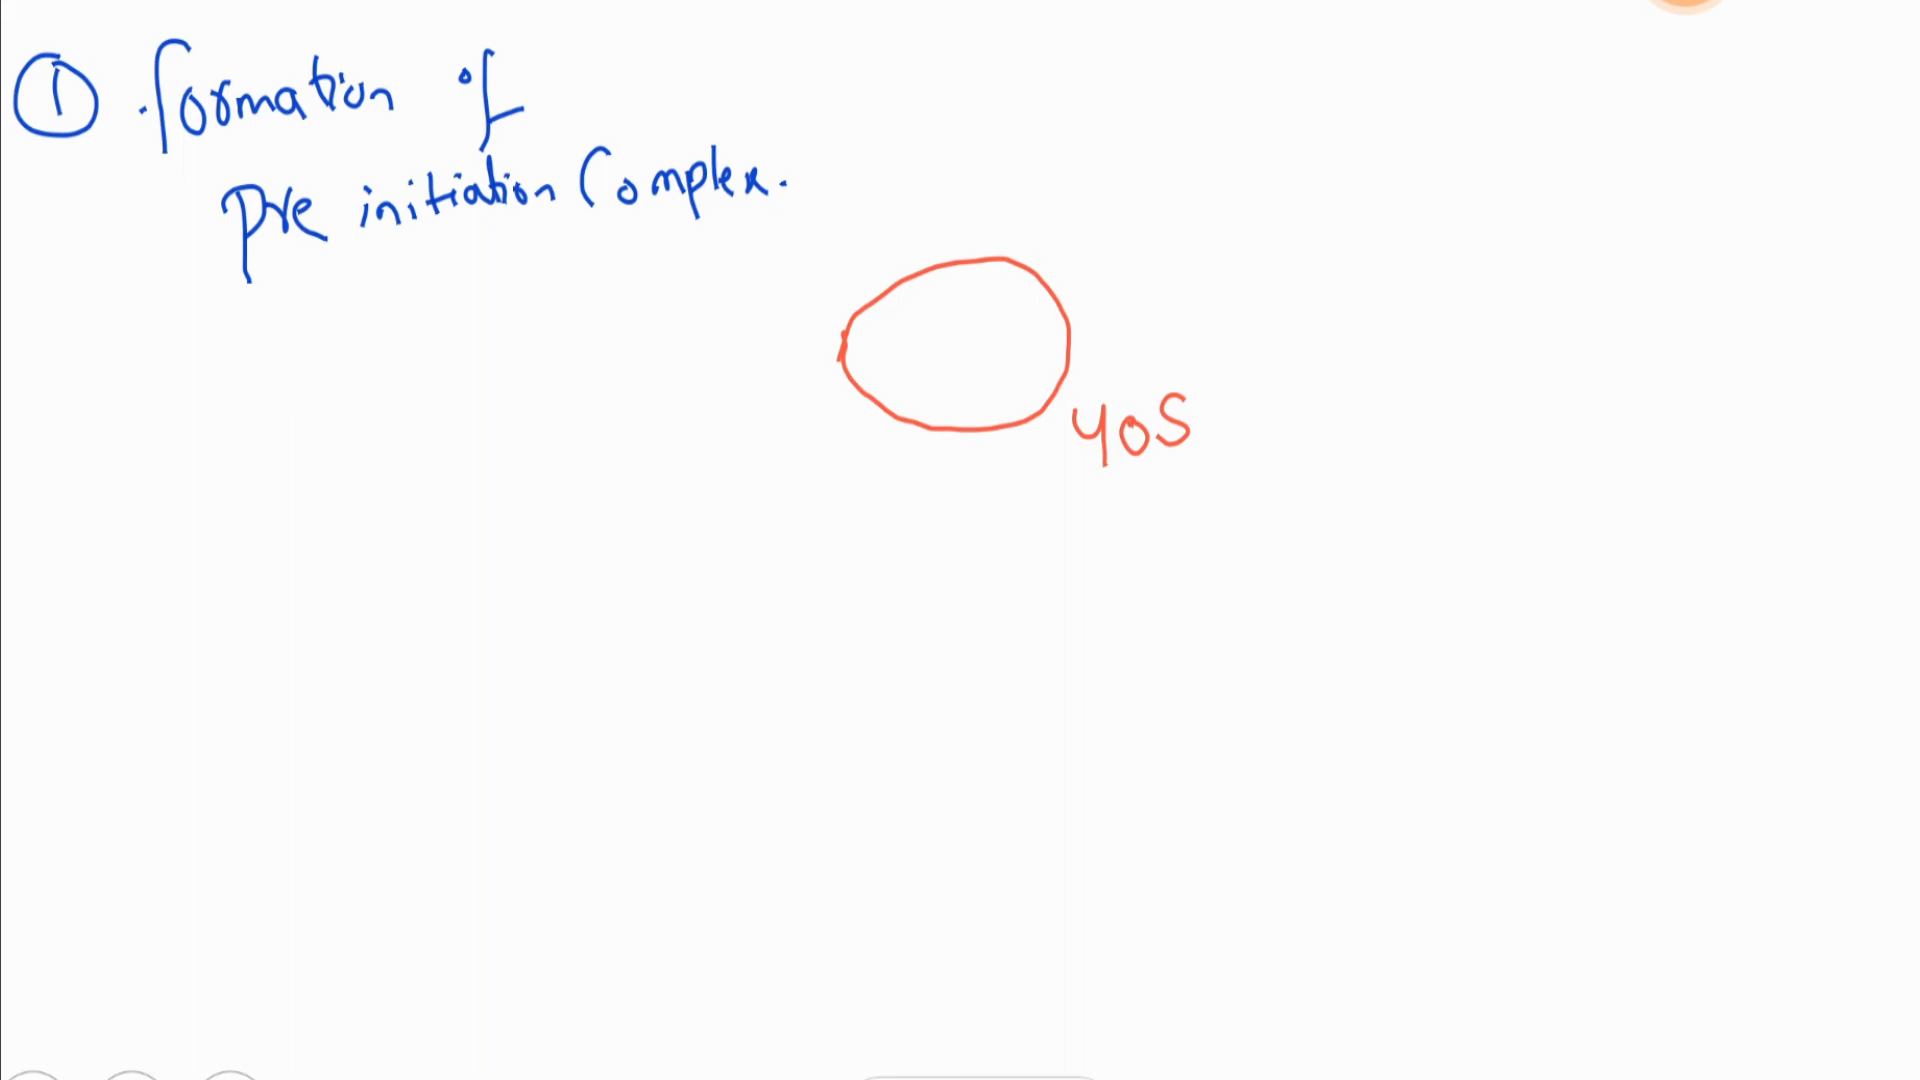 ① formation of
Pre initiation Complex.
40S